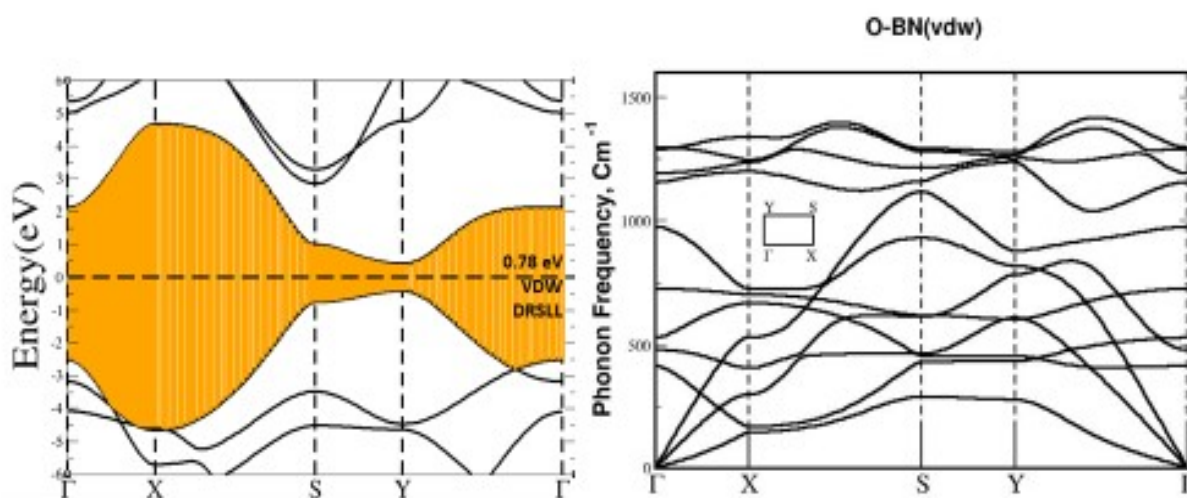 O-BN(vdw)
Energy(eV)
6
5
4
3
2
1
0
-1
-2
-3
-4
-5
-6
0.78 eV
VDW
DRSLL
Γ X S Y Γ
Phonon Frequency, Cm-1
1500
1000
500
0
Y S
Γ X
Γ X S Y Γ